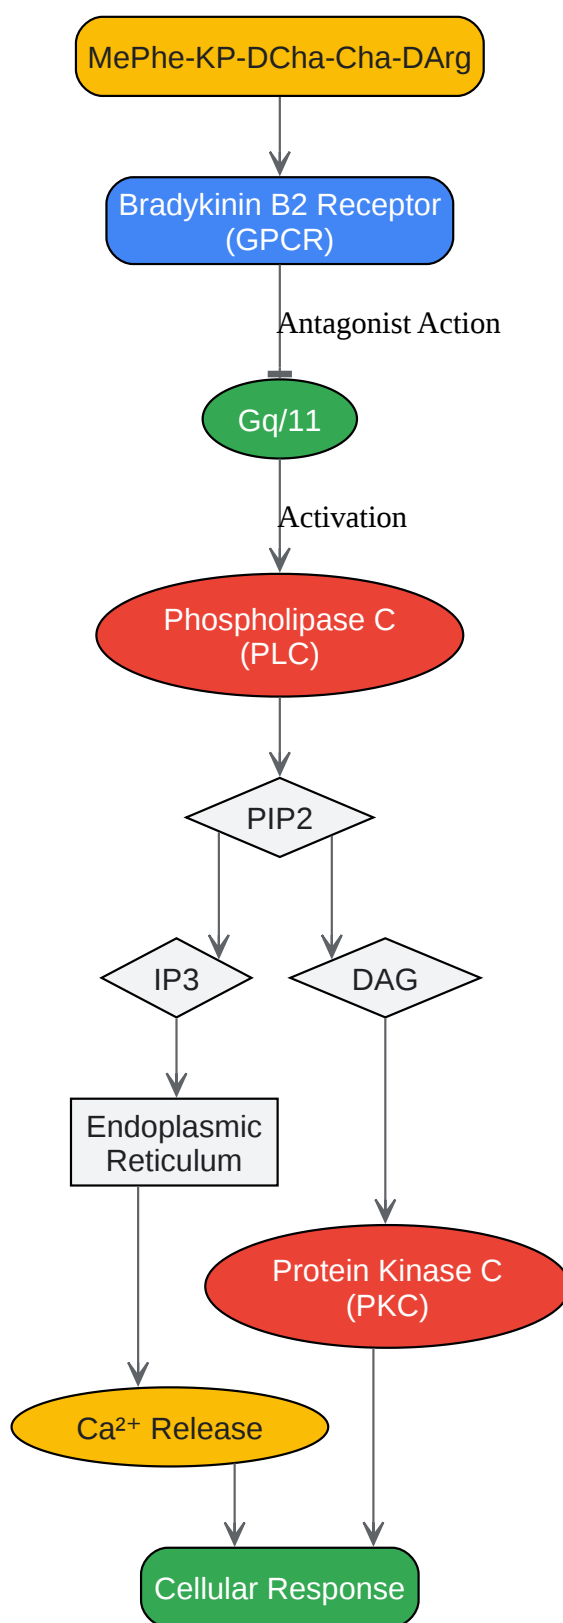 MePhe-KP-DCha-Cha-DArg
Bradykinin B2 Receptor
(GPCR)
Antagonist Action
Gq/11
Activation
Phospholipase C
(PLC)
PIP2
IP3
DAG
Endoplasmic
Reticulum
Protein Kinase C
(PKC)
Ca²⁺ Release
Cellular Response